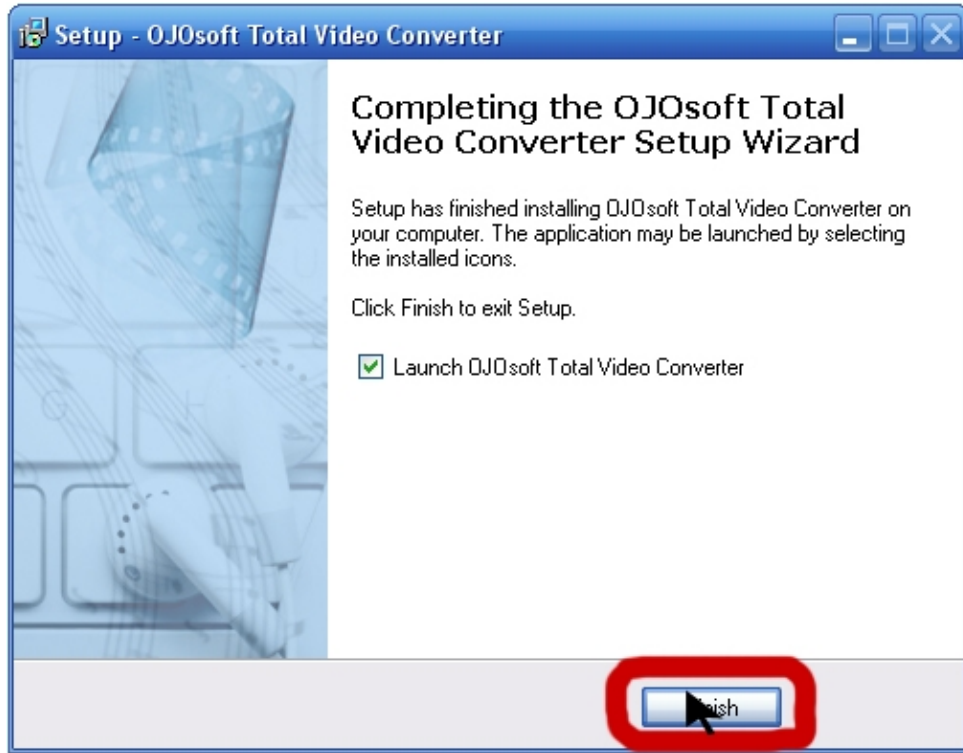 Setup - OJOsoft Total Video Converter
Completing the OJOsoft Total
Video Converter Setup Wizard
Setup has finished installing OJOsoft Total Video Converter on
your computer. The application may be launched by selecting
the installed icons.
Click Finish to exit Setup.
Launch OJOsoft Total Video Converter
Finish